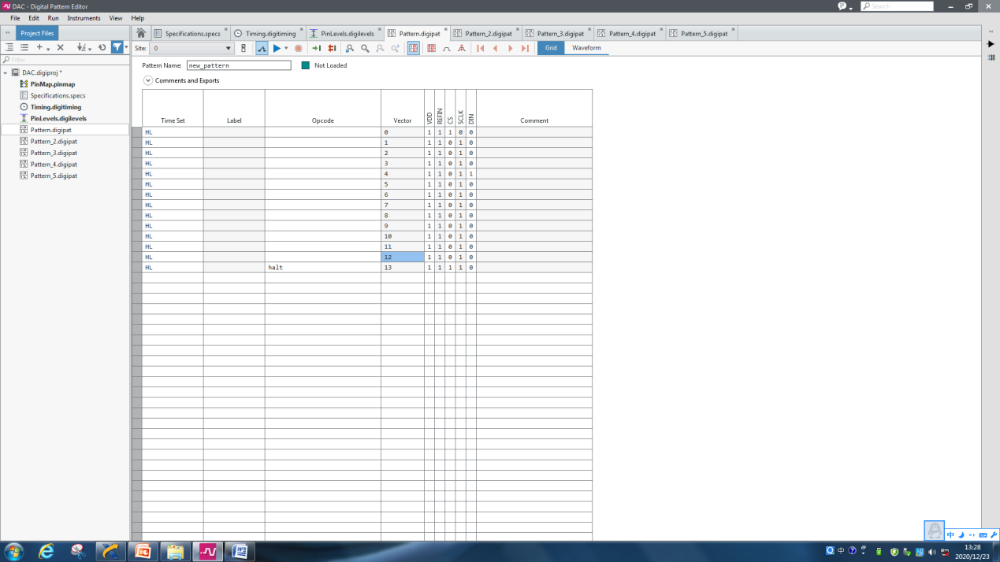 DAC - Digital Pattern Editor
Search
File Edit Run Instruments View Help
Project Files
Specifications.specs × Timing.digitiming × PinLevels.digilevels × Pattern.digipat × Pattern_2.digipat × Pattern_3.digipat × Pattern_4.digipat × Pattern_5.digipat ×
Site: 0 Grid Waveform
Filter
DAC.digiproj *
PinMap.pinmap
Specifications.specs
Timing.digitiming
PinLevels.digilevels
Pattern.digipat
Pattern_2.digipat
Pattern_3.digipat
Pattern_4.digipat
Pattern_5.digipat
Pattern Name: new_pattern Not Loaded
Comments and Exports
Time Set Label Opcode Vector VDD REFIN CS SCLK DIN Comment
HL 0 1 1 1 0 0
HL 1 1 1 0 1 0
HL 2 1 1 0 1 0
HL 3 1 1 0 1 0
HL 4 1 1 0 1 1
HL 5 1 1 0 1 0
HL 6 1 1 0 1 0
HL 7 1 1 0 1 0
HL 8 1 1 0 1 0
HL 9 1 1 0 1 0
HL 10 1 1 0 1 0
HL 11 1 1 0 1 0
HL 12 1 1 0 1 0
HL halt 13 1 1 1 1 0
中
中
13:28
2020/12/23